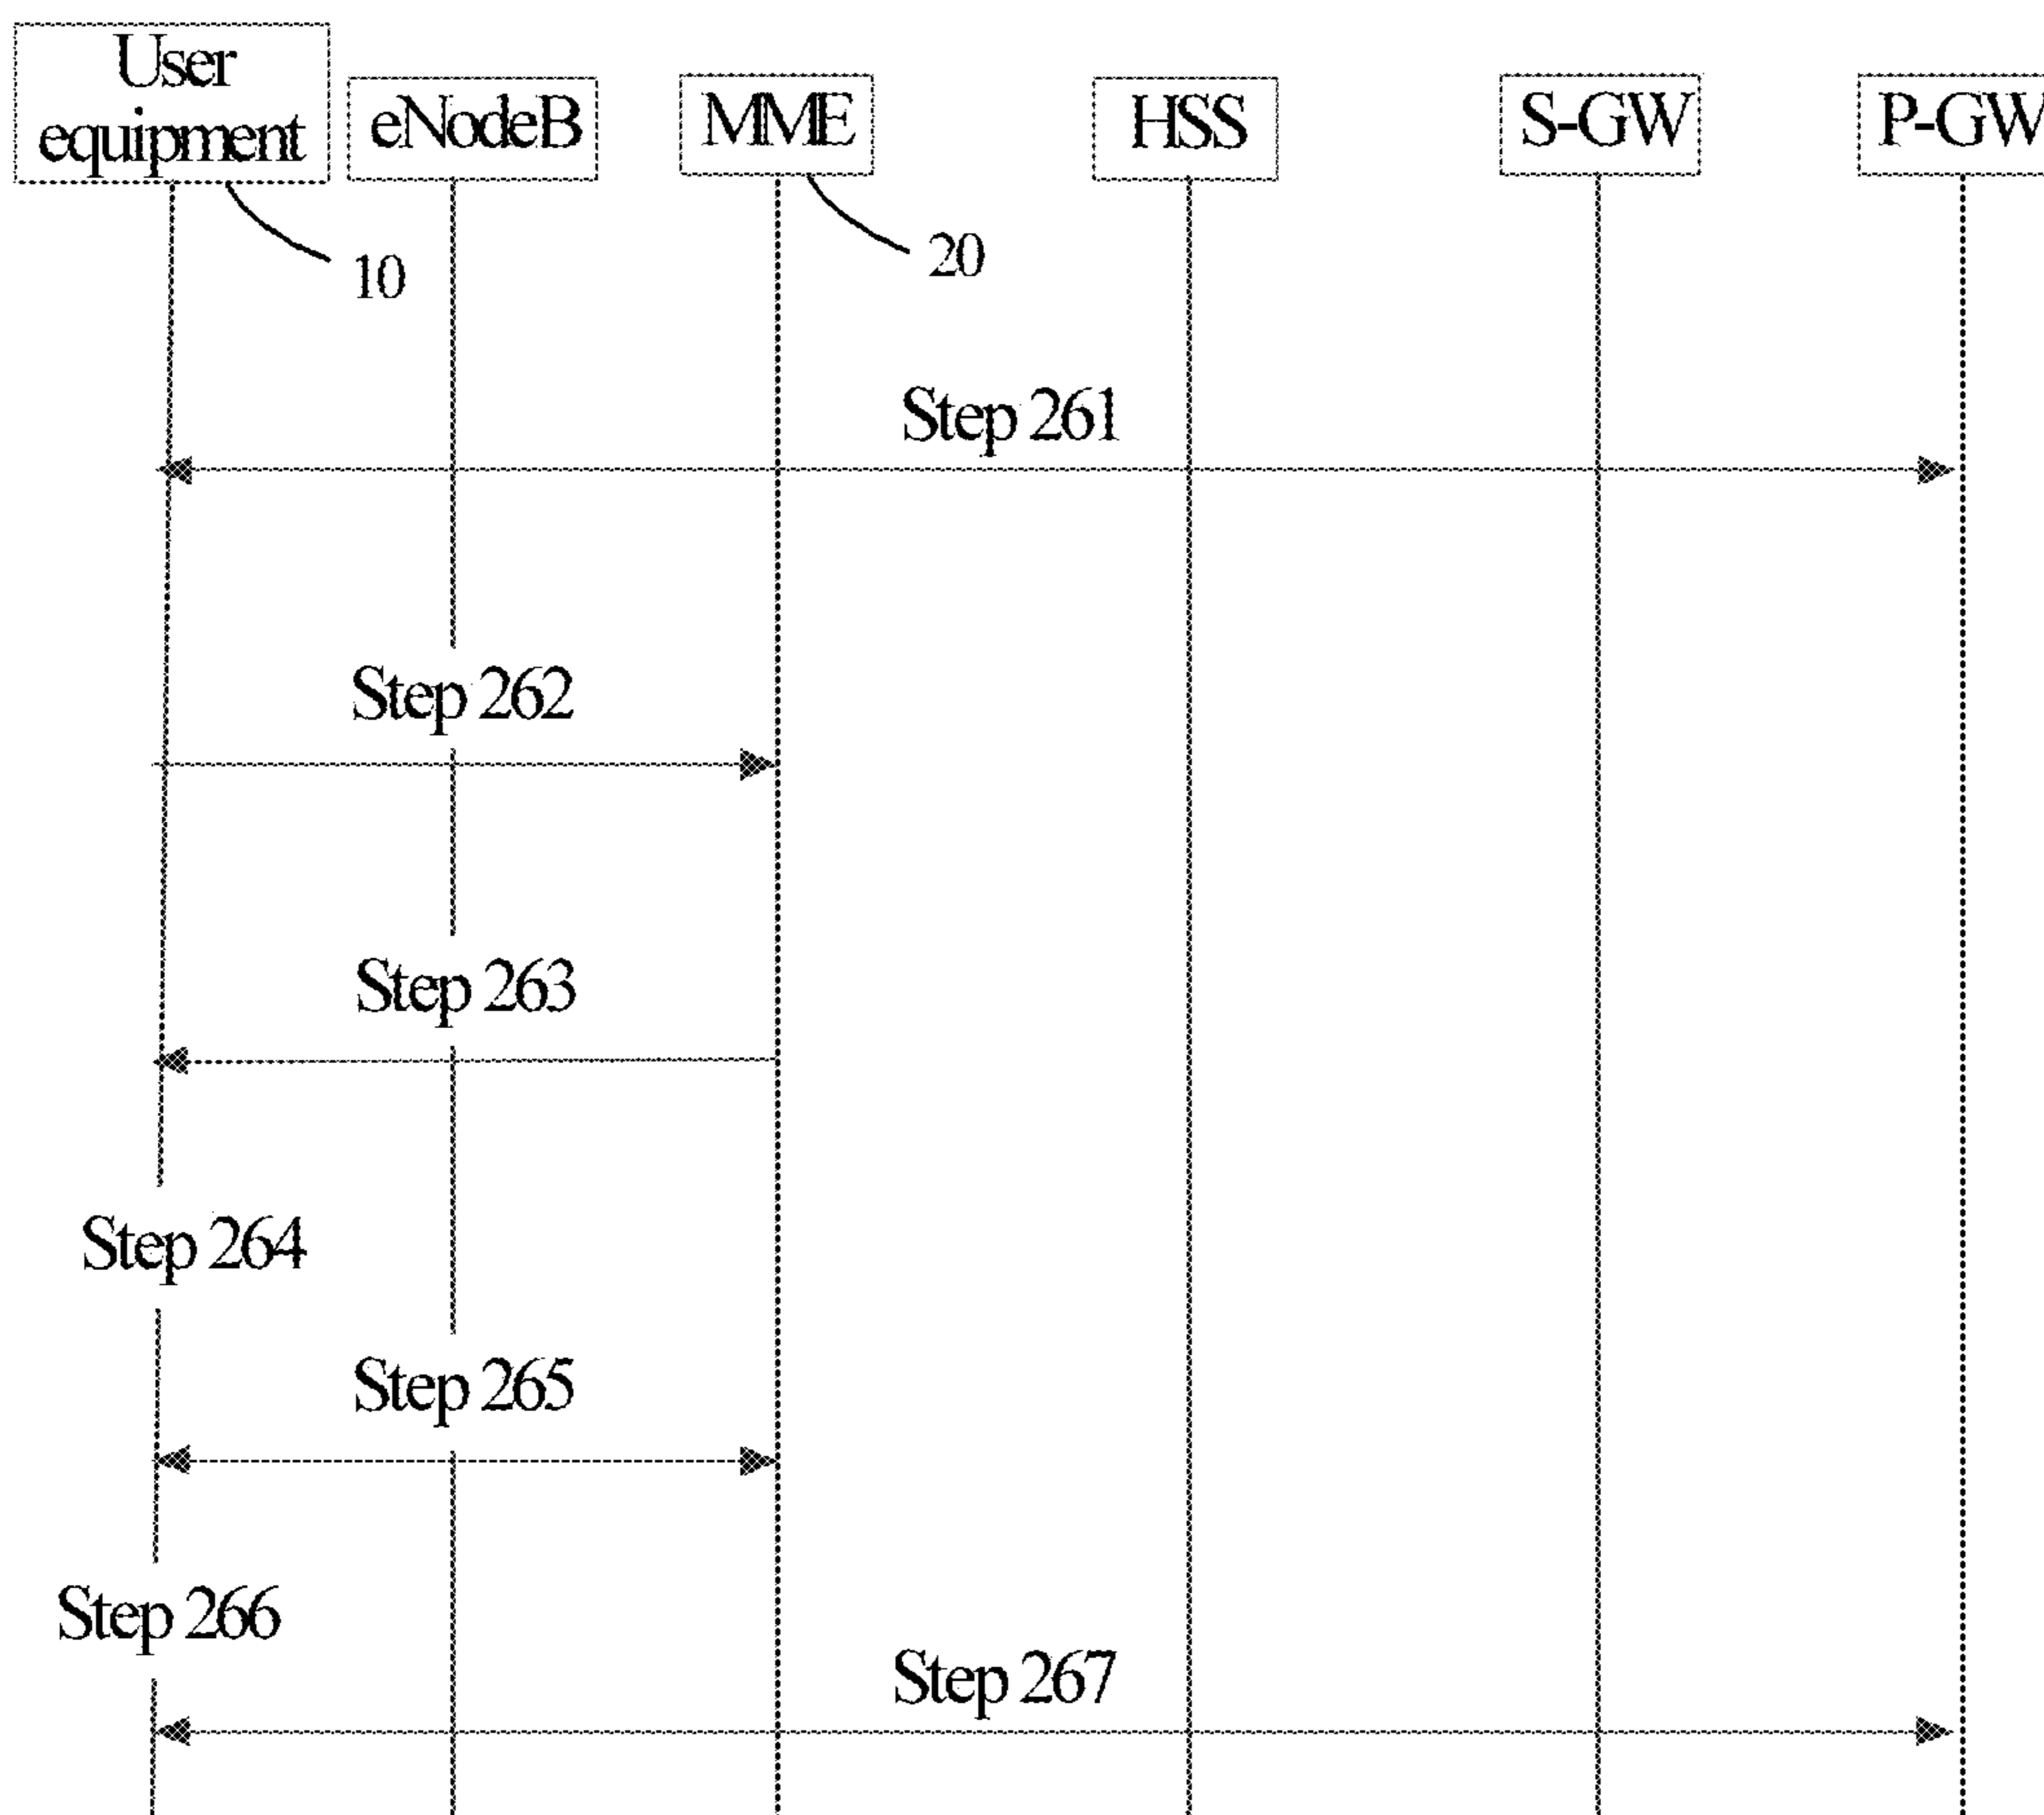 User
equipment
eNodeB
MME
HSS
S-GW
P-GW
10
20
Step 261
Step 262
Step 263
Step 264
Step 265
Step 266
Step 267